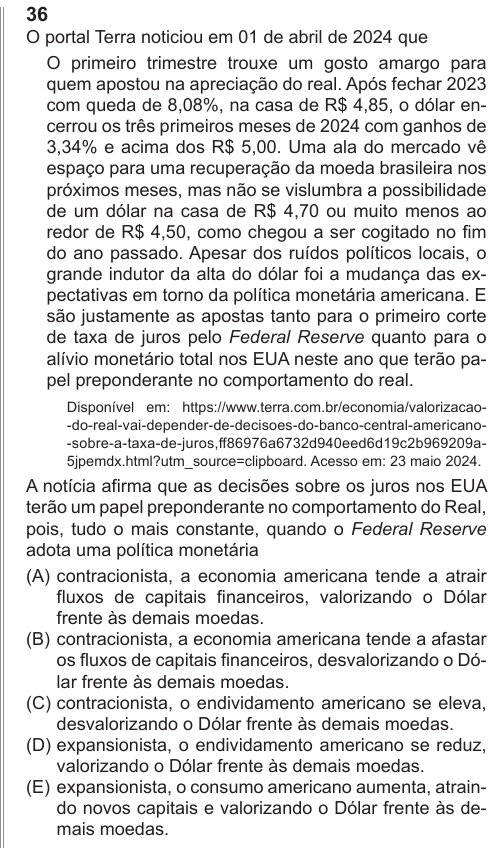 36
O portal Terra noticiou em 01 de abril de 2024 que
O primeiro trimestre trouxe um gosto amargo para
quem apostou na apreciação do real. Após fechar 2023
com queda de 8,08%, na casa de R$ 4,85, o dólar en-
cerrou os três primeiros meses de 2024 com ganhos de
3,34% e acima dos R$ 5,00. Uma ala do mercado vê
espaço para uma recuperação da moeda brasileira nos
próximos meses, mas não se vislumbra a possibilidade
de um dólar na casa de R$ 4,70 ou muito menos ao
redor de R$ 4,50, como chegou a ser cogitado no fim
do ano passado. Apesar dos ruídos políticos locais, o
grande indutor da alta do dólar foi a mudança das ex-
pectativas em torno da política monetária americana. E
são justamente as apostas tanto para o primeiro corte
de taxa de juros pelo Federal Reserve quanto para o
alívio monetário total nos EUA neste ano que terão pa-
pel preponderante no comportamento do real.
Disponível em: https://www.terra.com.br/economia/valorizacao-
-do-real-vai-depender-de-decisoes-do-banco-central-americano-
-sobre-a-taxa-de-juros,ff86976a6732d940eed6d19c2b969209a-
5jpemdx.html?utm_source=clipboard. Acesso em: 23 maio 2024.
A notícia afirma que as decisões sobre os juros nos EUA
terão um papel preponderante no comportamento do Real,
pois, tudo o mais constante, quando o Federal Reserve
adota uma política monetária
(A) contracionista, a economia americana tende a atrair
fluxos de capitais financeiros, valorizando o Dólar
frente às demais moedas.
(B) contracionista, a economia americana tende a afastar
os fluxos de capitais financeiros, desvalorizando o Dó-
lar frente às demais moedas.
(C) contracionista, o endividamento americano se eleva,
desvalorizando o Dólar frente às demais moedas.
(D) expansionista, o endividamento americano se reduz,
valorizando o Dólar frente às demais moedas.
(E) expansionista, o consumo americano aumenta, atrain-
do novos capitais e valorizando o Dólar frente às de-
mais moedas.